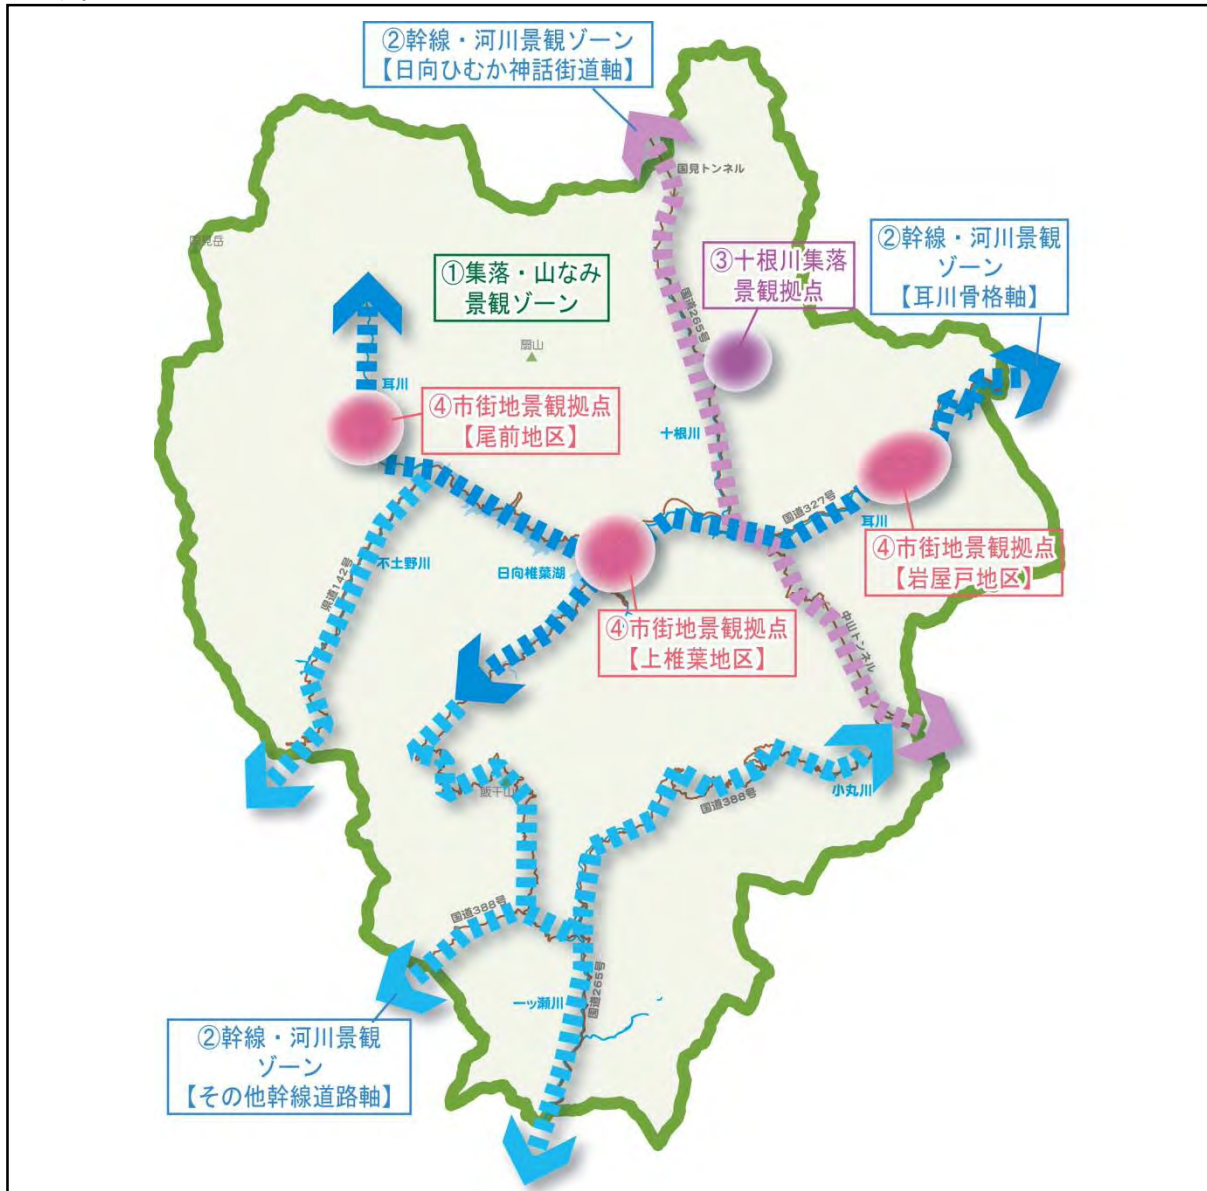 ②幹線・河川景観ゾーン
【日向ひむか神話街道軸】
国見トンネル
②幹線・河川景観
ゾーン
【耳川骨格軸】
国見岳
①集落・山なみ
景観ゾーン
③十根川集落
景観拠点
国道265号
扇山
耳川
④市街地景観拠点
【尾前地区】
十根川
国道327号
耳川
④市街地景観拠点
【岩屋戸地区】
不土野川
日向椎葉湖
県道142号
④市街地景観拠点
【上椎葉地区】
中山トンネル
飯干山
小丸川
国道388号
国道388号
一ッ瀬川
国道265号
②幹線・河川景観
ゾーン
【その他幹線道路軸】